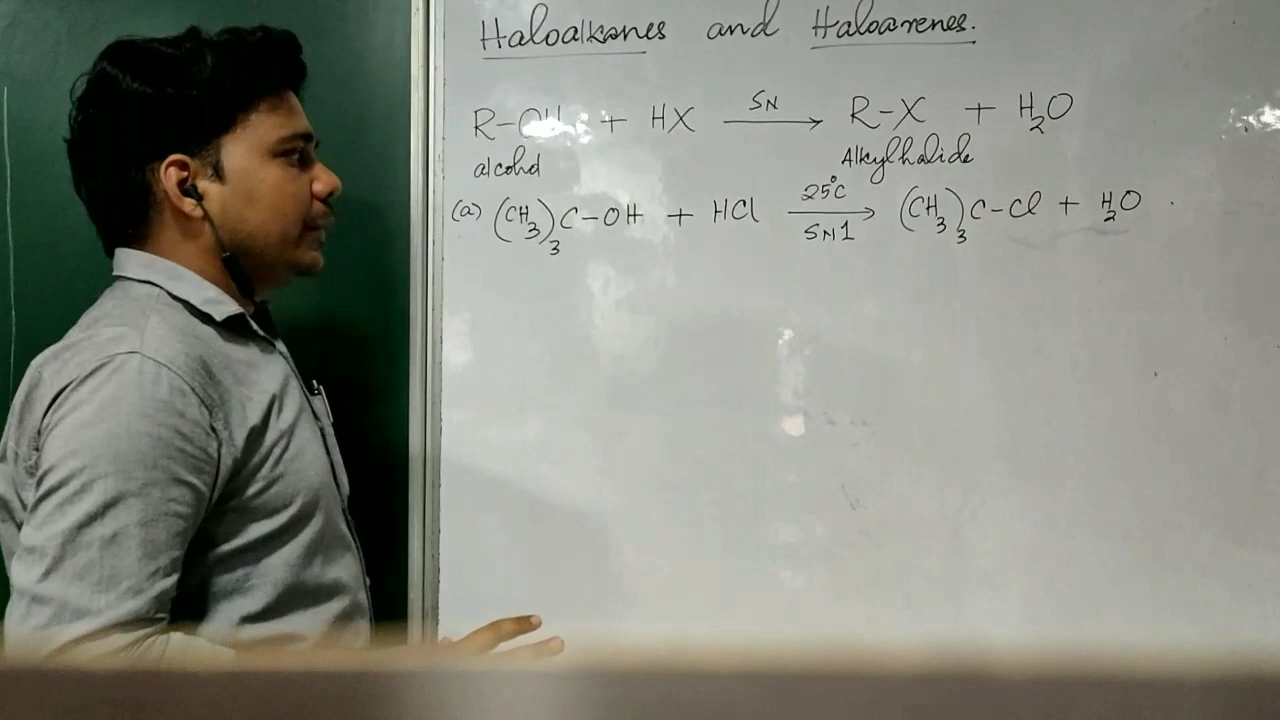 Haloalkanes and Haloarenes.
R-OH + HX SN → R-X + H₂O
alcohol Alkylhalide
(a) (CH₃)₃C-OH + HCl 25°C → SN1 (CH₃)₃C-Cl + H₂O